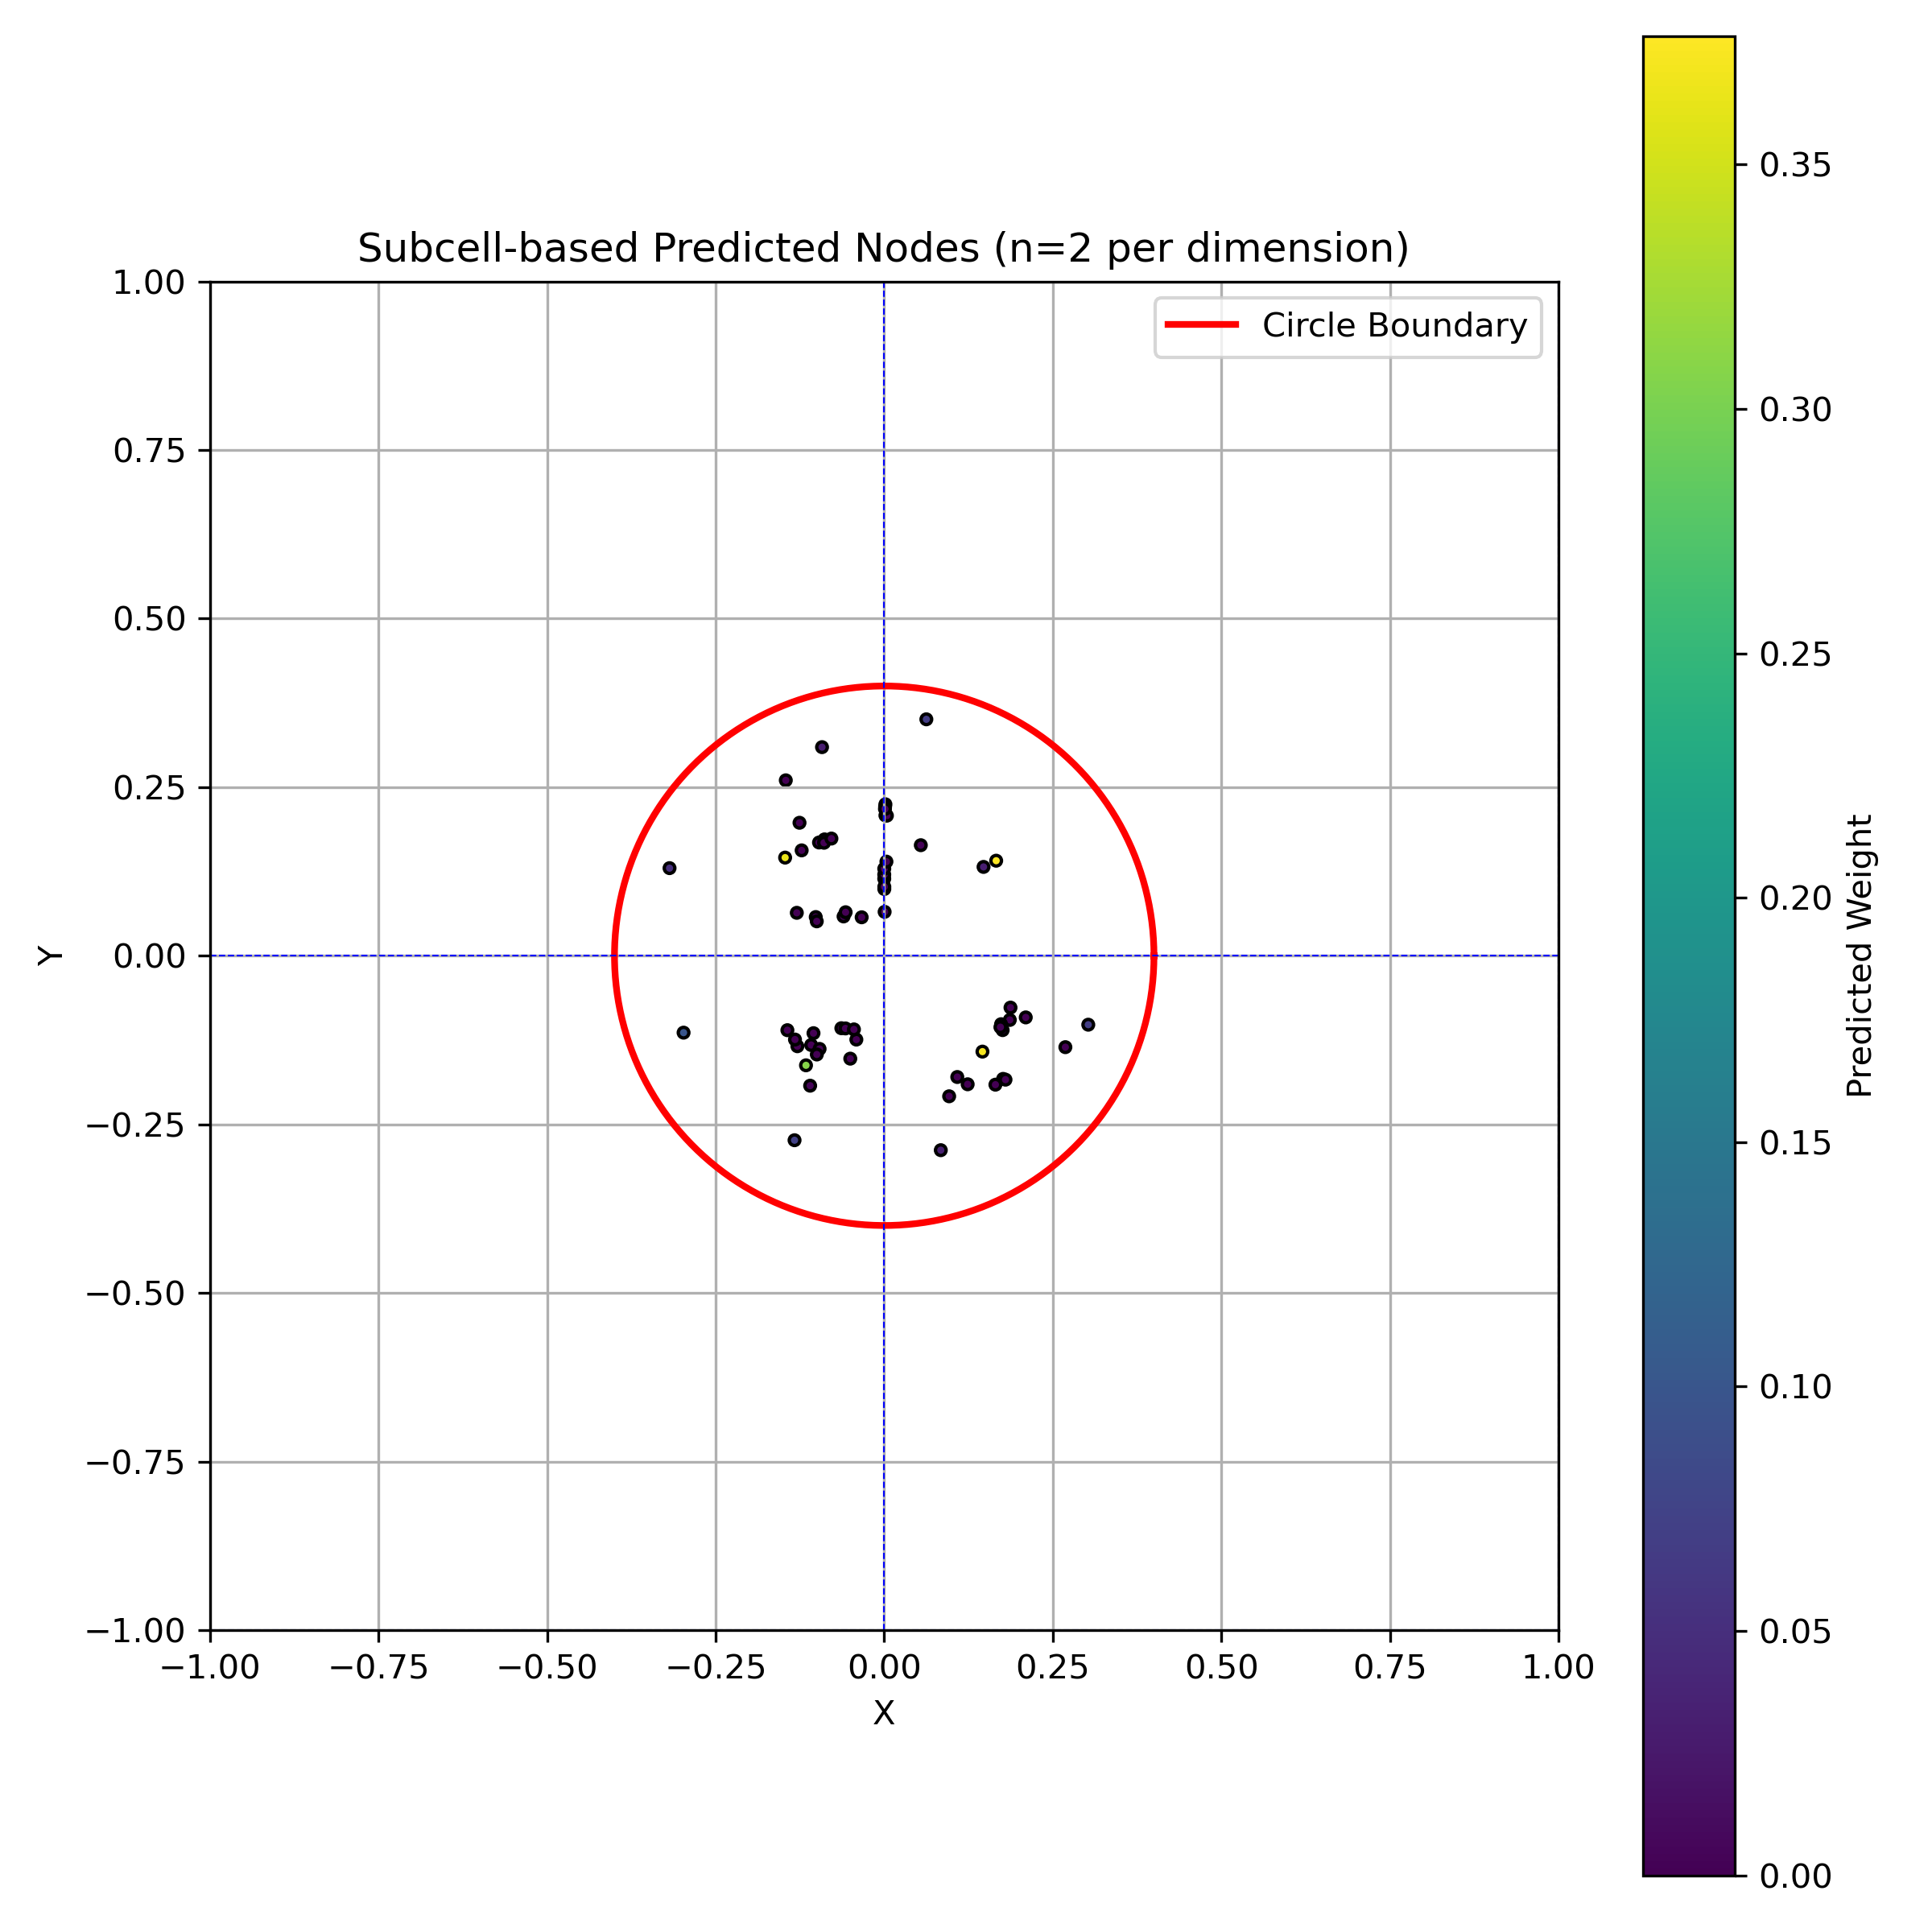 Subcell-based Predicted Nodes (n=2 per dimension)
Circle Boundary
1.00
0.75
0.50
0.25
0.00
−0.25
−0.50
−0.75
−1.00
Y
−1.00 −0.75 −0.50 −0.25 0.00 0.25 0.50 0.75 1.00
X
0.35
0.30
0.25
0.20
0.15
0.10
0.05
0.00
Predicted Weight